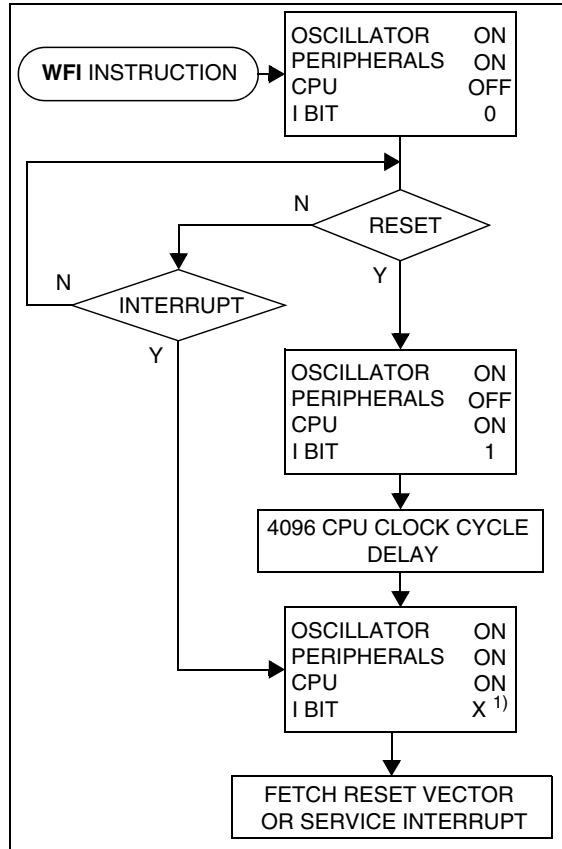 WFI INSTRUCTION
OSCILLATOR ON
PERIPHERALS ON
CPU OFF
I BIT 0
N
RESET
Y
N
INTERRUPT
Y
OSCILLATOR ON
PERIPHERALS OFF
CPU ON
I BIT 1
4096 CPU CLOCK CYCLE
DELAY
OSCILLATOR ON
PERIPHERALS ON
CPU ON
I BIT X 1)
FETCH RESET VECTOR
OR SERVICE INTERRUPT